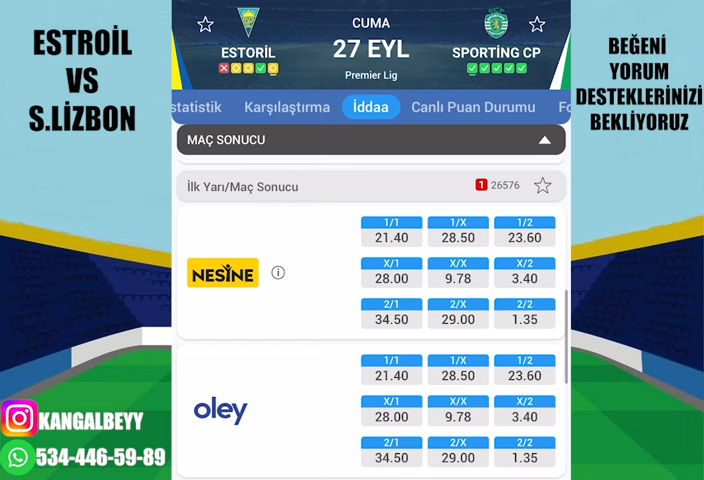 ESTROİL
VS
S.LİZBON
CUMA
27 EYL
Premier Lig
ESTORİL
SPORTİNG CP
BEĞENİ
YORUM
DESTEKLERİNİZİ
BEKLİYORUZ
statistik Karşılaştırma İddaa Canlı Puan Durumu Fo
MAÇ SONUCU
İlk Yarı/Maç Sonucu 1 26576
NESİNE
1/1 1/X 1/2
21.40 28.50 23.60
X/1 X/X X/2
28.00 9.78 3.40
2/1 2/X 2/2
34.50 29.00 1.35
oley
1/1 1/X 1/2
21.40 28.50 23.60
X/1 X/X X/2
28.00 9.78 3.40
2/1 2/X 2/2
34.50 29.00 1.35
KANGALBEYY
534-446-59-89